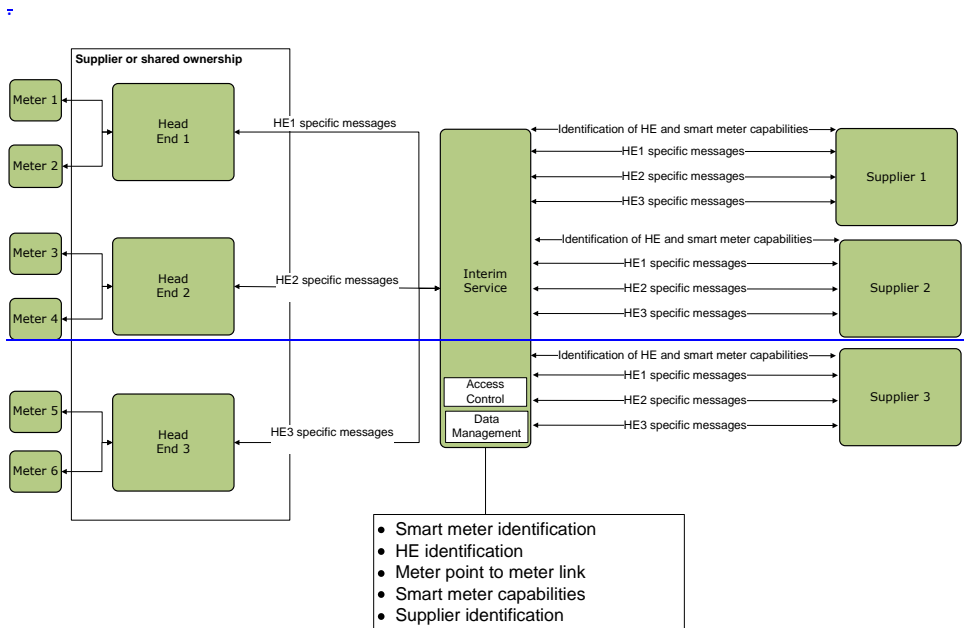 Supplier or shared ownership
Meter 1
Meter 2
Head
End 1
HE1 specific messages
Meter 3
Meter 4
Head
End 2
HE2 specific messages
Meter 5
Meter 6
Head
End 3
HE3 specific messages
Interim
Service
Access
Control
Data
Management
Identification of HE and smart meter capabilities
HE1 specific messages
HE2 specific messages
HE3 specific messages
Supplier 1
Identification of HE and smart meter capabilities
HE1 specific messages
HE2 specific messages
HE3 specific messages
Supplier 2
Identification of HE and smart meter capabilities
HE1 specific messages
HE2 specific messages
HE3 specific messages
Supplier 3
• Smart meter identification
• HE identification
• Meter point to meter link
• Smart meter capabilities
• Supplier identification